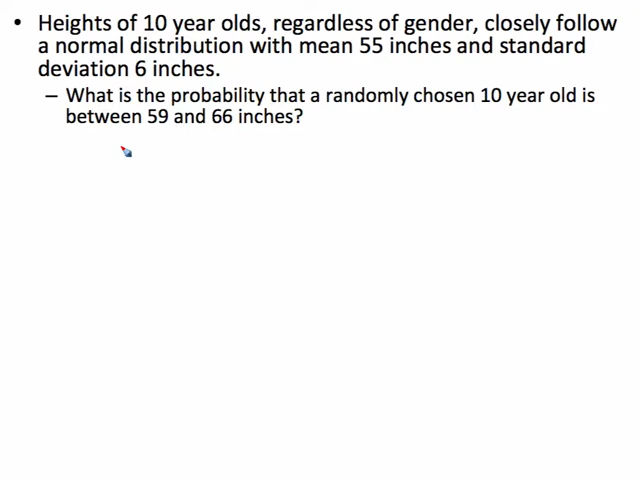 • Heights of 10 year olds, regardless of gender, closely follow
a normal distribution with mean 55 inches and standard
deviation 6 inches.
– What is the probability that a randomly chosen 10 year old is
between 59 and 66 inches?